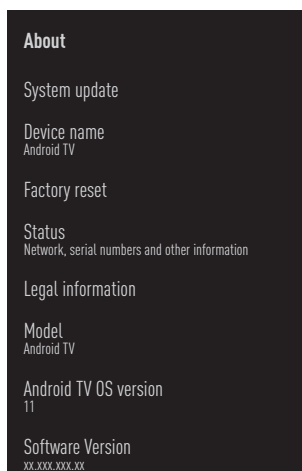 About
System update
Device name
Android TV
Factory reset
Status
Network, serial numbers and other information
Legal information
Model
Android TV
Android TV OS version
11
Software Version
xx.xxx.xxx.xx